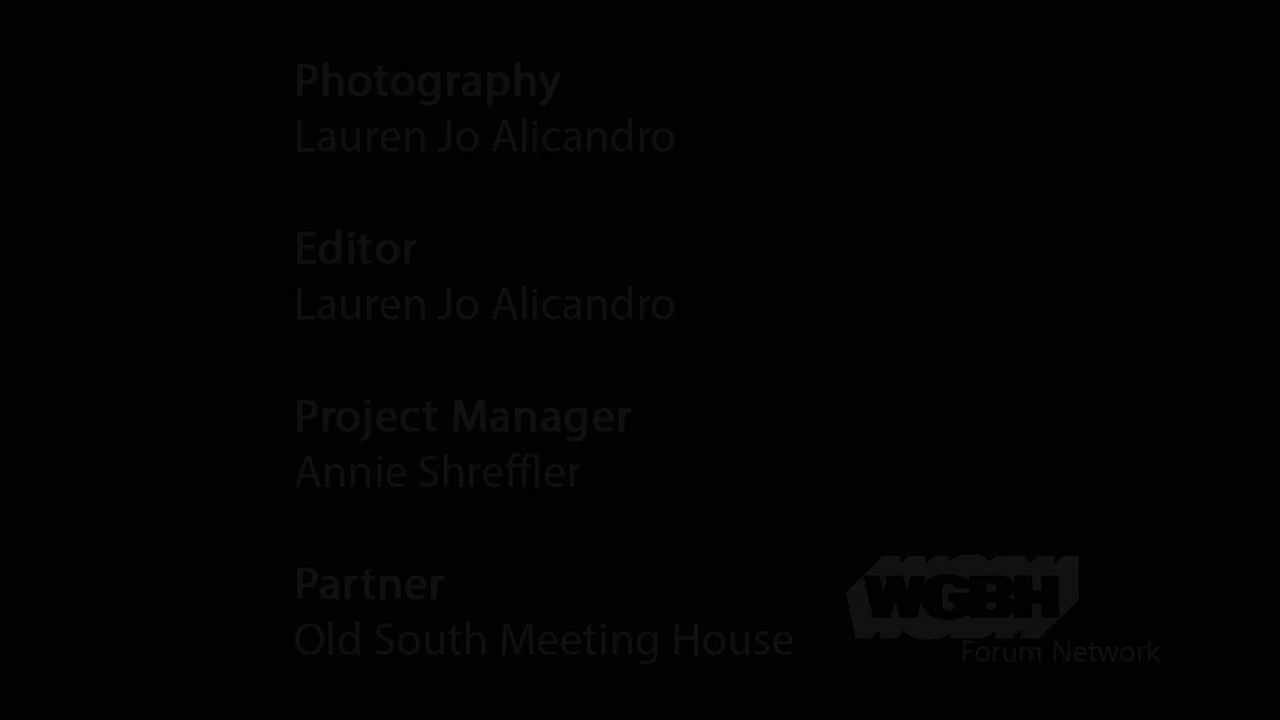 Photography
Lauren Jo Alicandro
Editor
Lauren Jo Alicandro
Project Manager
Annie Shreffler
Partner
Old South Meeting House
WGBH
Forum Network